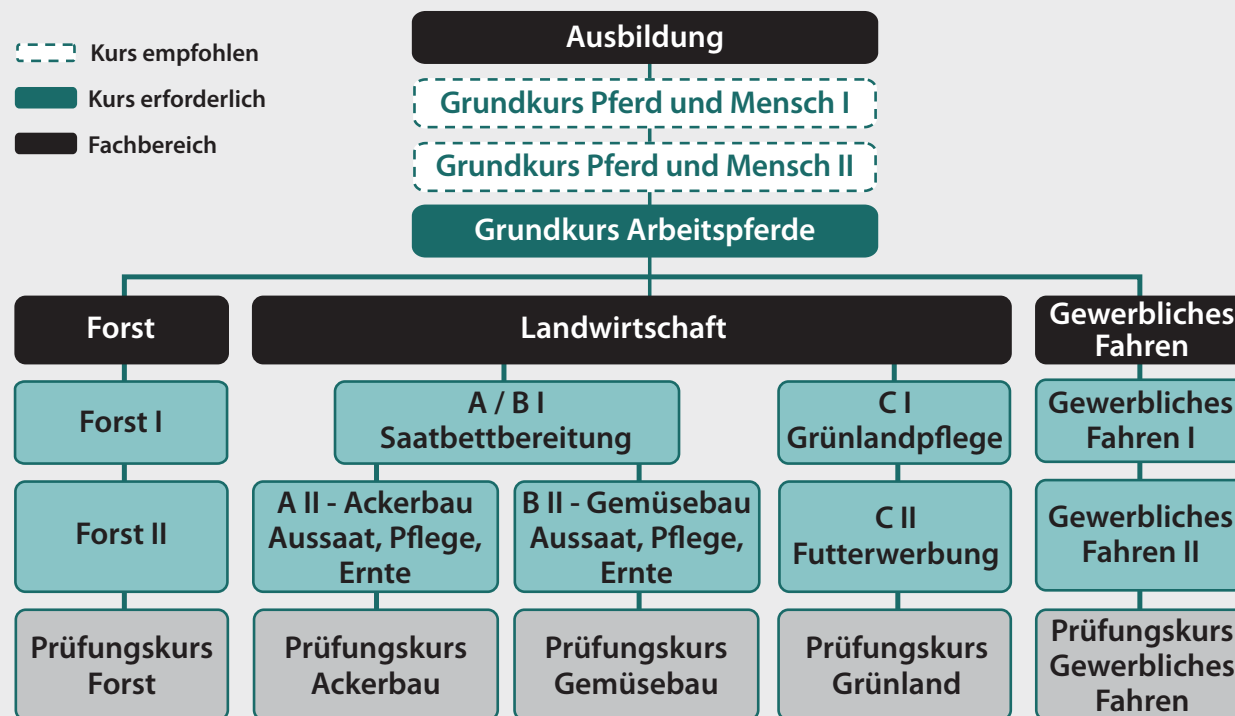 Ausbildung
Kurs empfohlen
Kurs erforderlich
Fachbereich
Grundkurs Pferd und Mensch I
Grundkurs Pferd und Mensch II
Grundkurs Arbeitspferde
Forst
Landwirtschaft
Gewerbliches
Fahren
Forst I
A / B I
Saatbettbereitung
C I
Grünlandpflege
Gewerbliches
Fahren I
Forst II
A II - Ackerbau
Aussaat, Pflege,
Ernte
B II - Gemüsebau
Aussaat, Pflege,
Ernte
C II
Futterwerbung
Gewerbliches
Fahren II
Prüfungskurs
Forst
Prüfungskurs
Ackerbau
Prüfungskurs
Gemüsebau
Prüfungskurs
Grünland
Prüfungskurs
Gewerbliches
Fahren